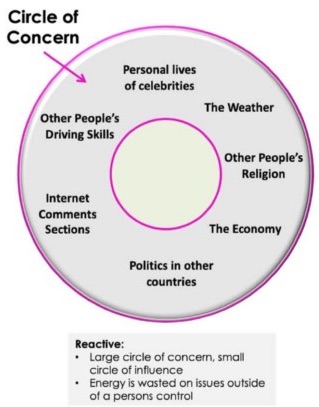 Circle of
Concern
Personal lives
of celebrities
The Weather
Other People's
Driving Skills
Other People's
Religion
Internet
Comments
Sections
The Economy
Politics in other
countries
Reactive:
• Large circle of concern, small
circle of influence
• Energy is wasted on issues outside
of a persons control